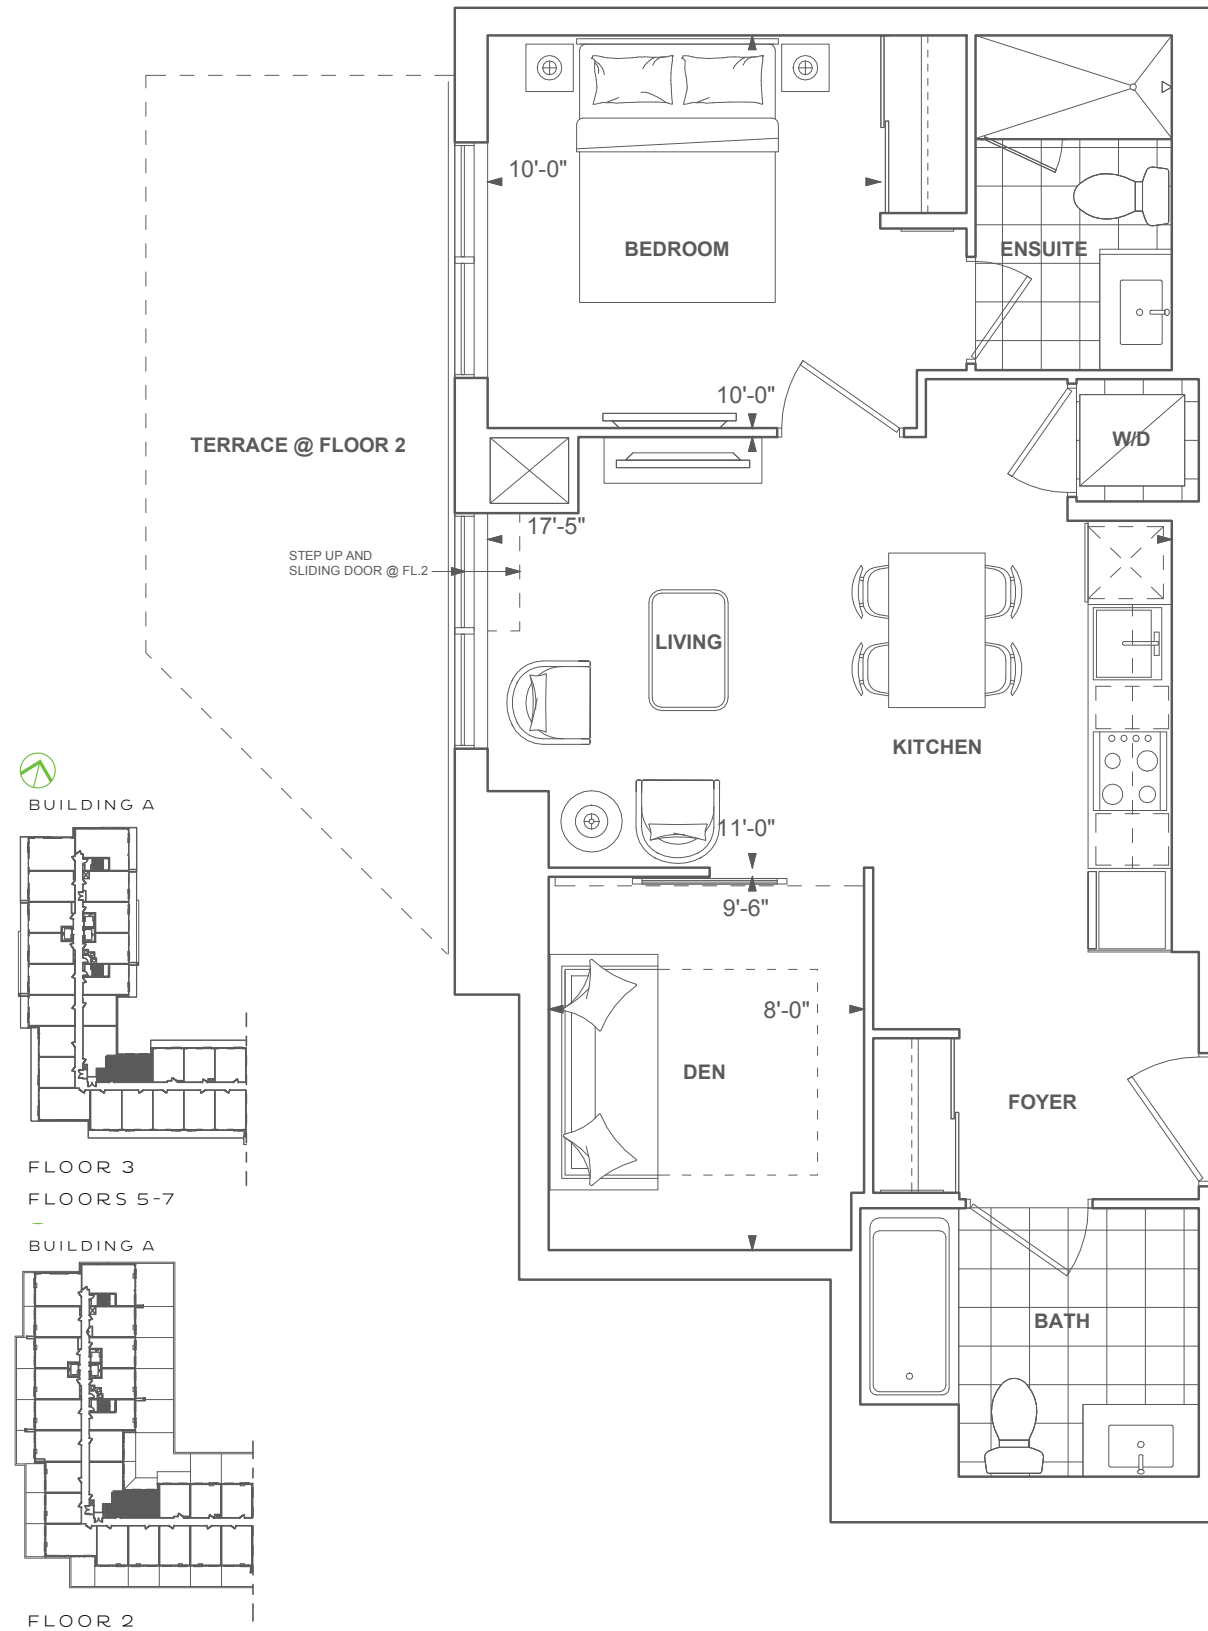 10'-0"
BEDROOM
ENSUITE
10'-0"
W/D
TERRACE @ FLOOR 2
17'-5"
STEP UP AND
SLIDING DOOR @ FL.2
LIVING
KITCHEN
11'-0"
9'-6"
8'-0"
DEN
FOYER
BATH
BUILDING A
FLOOR 3
FLOORS 5-7
BUILDING A
FLOOR 2